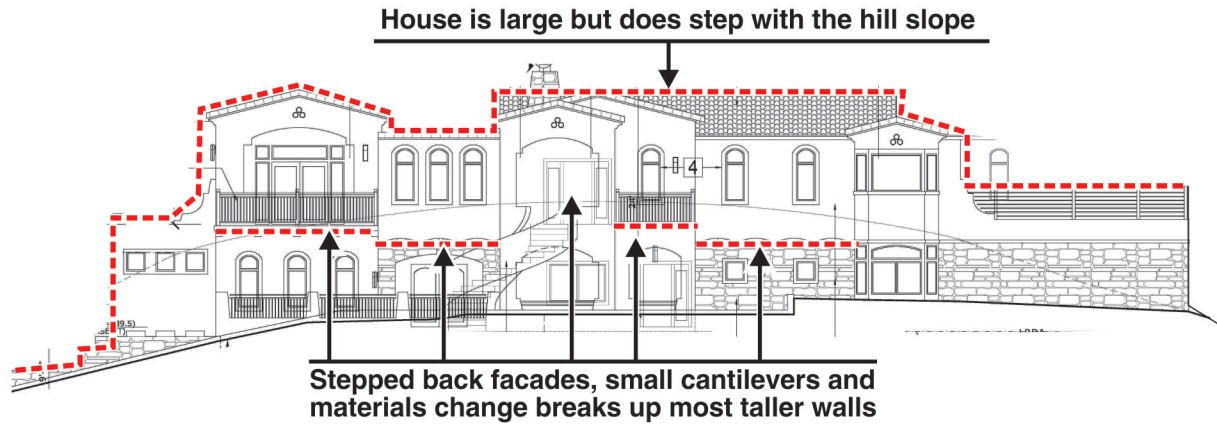 House is large but does step with the hill slope
4
Stepped back facades, small cantilevers and
materials change breaks up most taller walls